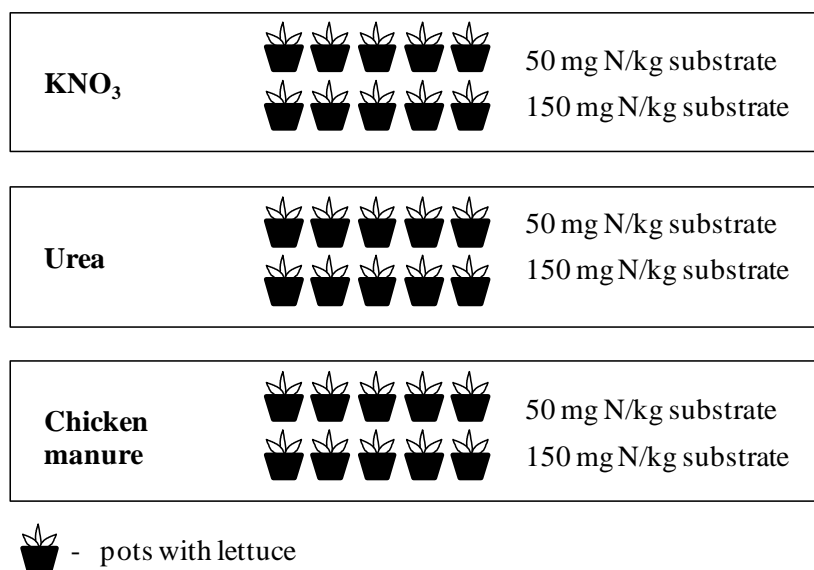 KNO₃
50 mg N/kg substrate
150 mg N/kg substrate
Urea
50 mg N/kg substrate
150 mg N/kg substrate
Chicken
manure
50 mg N/kg substrate
150 mg N/kg substrate
- pots with lettuce